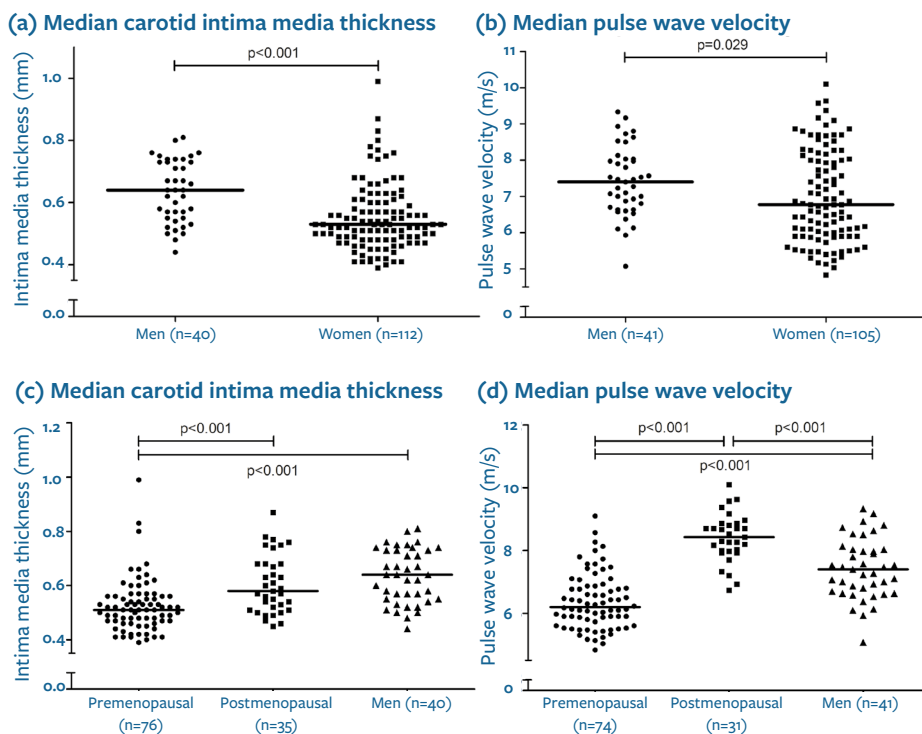 (a) Median carotid intima media thickness
p<0.001
Intima media thickness (mm)
1.0
0.8
0.6
0.4
0.0
Men (n=40)
Women (n=112)
(b) Median pulse wave velocity
p=0.029
Pulse wave velocity (m/s)
11
10
9
8
7
6
5
0
Men (n=41)
Women (n=105)
(c) Median carotid intima media thickness
p<0.001
p<0.001
Intima media thickness (mm)
1.2
1.0
0.8
0.6
0.4
0.0
Premenopausal
(n=76)
Postmenopausal
(n=35)
Men (n=40)
(d) Median pulse wave velocity
p<0.001
p<0.001
p<0.001
Pulse wave velocity (m/s)
12
10
8
6
0
Premenopausal
(n=74)
Postmenopausal
(n=31)
Men (n=41)